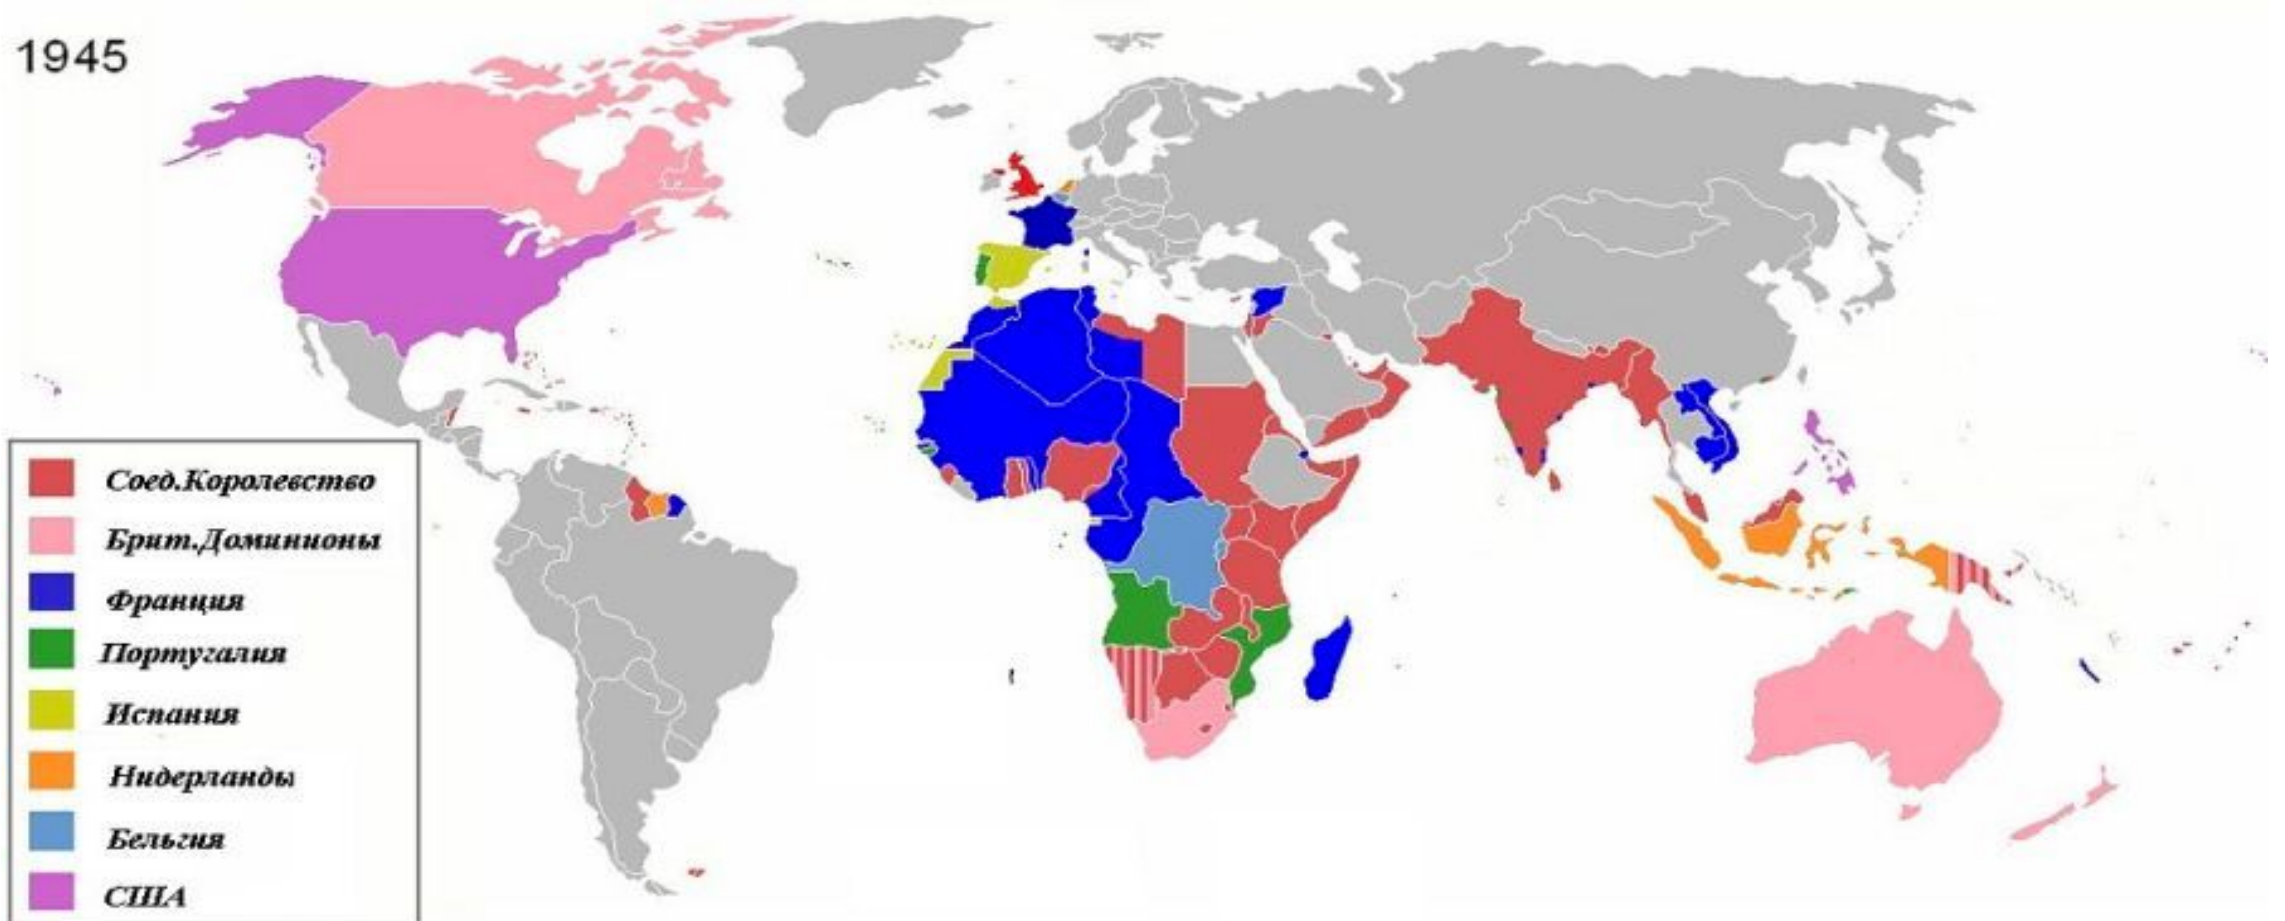 1945
Соед.Королевство
Брит.Доминионы
Франция
Португалия
Испания
Нидерланды
Бельгия
США